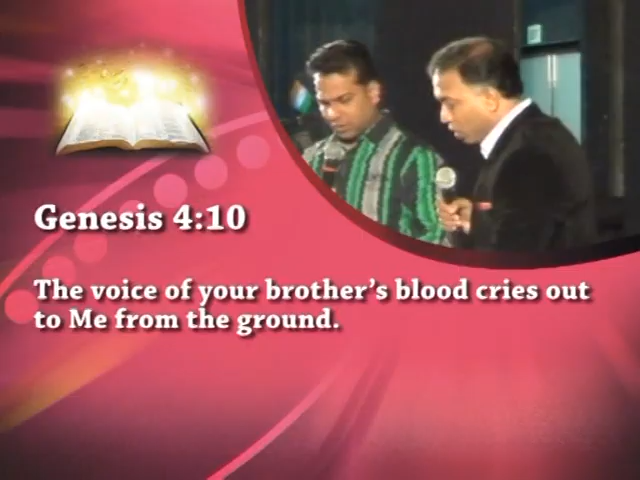 Genesis 4:10
The voice of your brother's blood cries out
to Me from the ground.